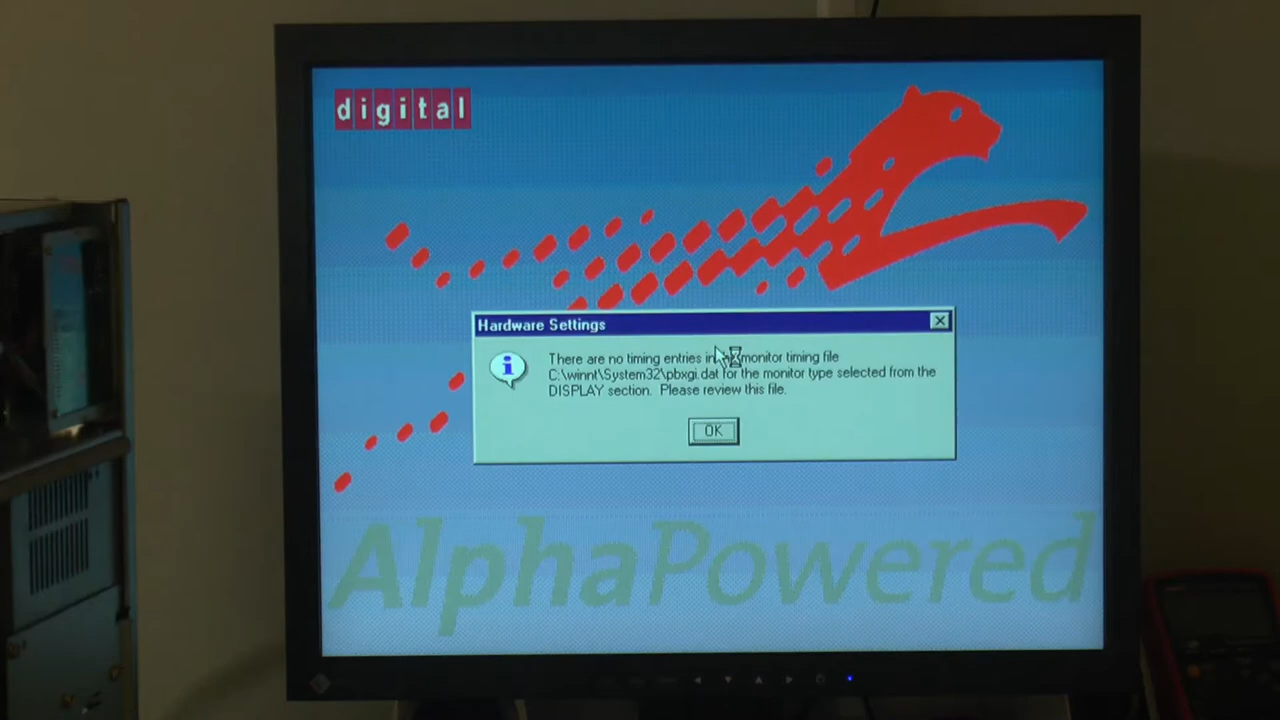 digital
Hardware Settings
There are no timing entries in monitor timing file
C:\winnt\System32\pbxgi.dat for the monitor type selected from the
DISPLAY section. Please review this file.
OK
AlphaPowered